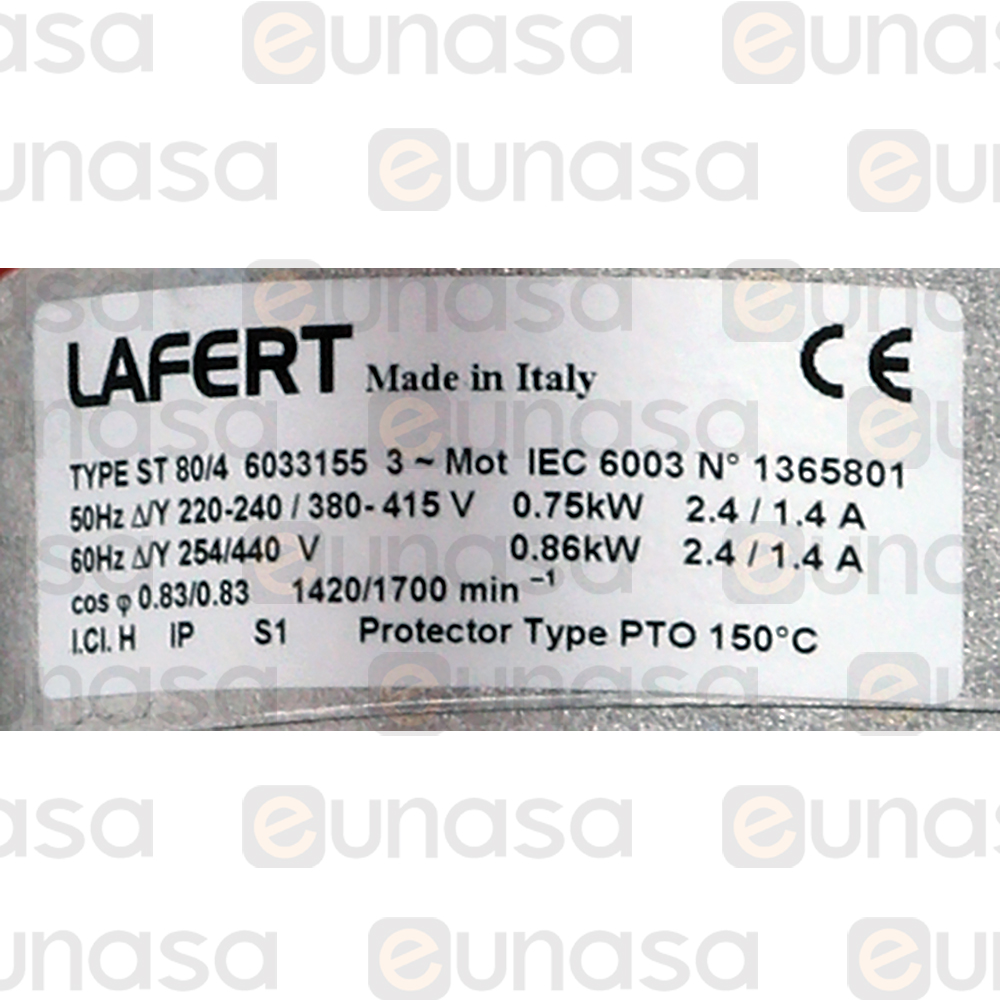 LAFERT Made in Italy CE
TYPE ST 80/4 6033155 3 ~ Mot IEC 6003 N° 1365801
50Hz Δ/Y 220-240 / 380-415 V 0.75kW 2.4 / 1.4 A
60Hz Δ/Y 254/440 V 0.86kW 2.4 / 1.4 A
cos φ 0.83/0.83 1420/1700 min⁻¹
I.Cl. H IP S1 Protector Type PTO 150°C
eunasa